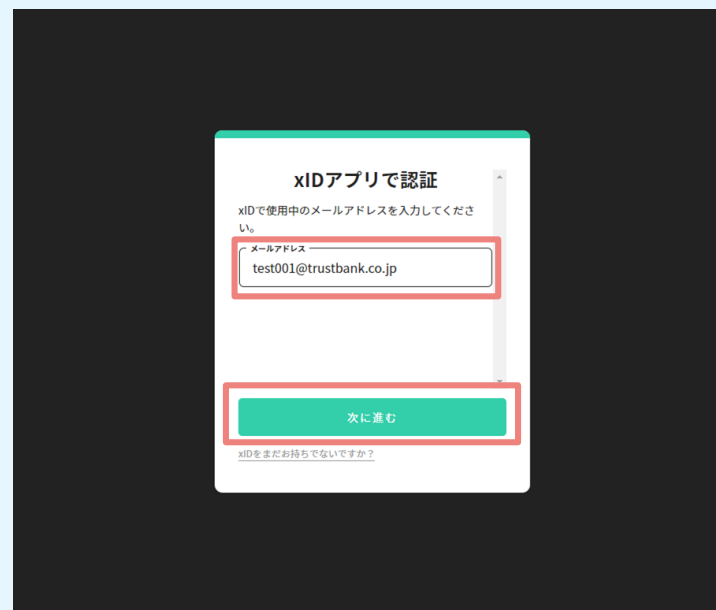 xIDアプリで認証
xIDで使用中のメールアドレスを入力してくださ
い。
メールアドレス
test001@trustbank.co.jp
次に進む
xIDをまだお持ちでないですか？